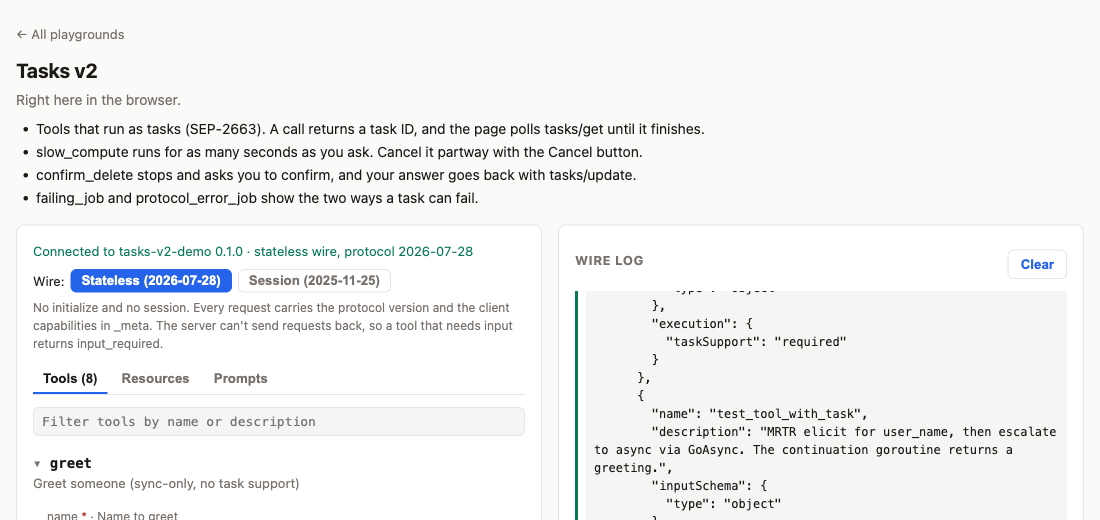 ← All playgrounds
Tasks v2
Right here in the browser.
• Tools that run as tasks (SEP-2663). A call returns a task ID, and the page polls tasks/get until it finishes.
• slow_compute runs for as many seconds as you ask. Cancel it partway with the Cancel button.
• confirm_delete stops and asks you to confirm, and your answer goes back with tasks/update.
• failing_job and protocol_error_job show the two ways a task can fail.
Connected to tasks-v2-demo 0.1.0 · stateless wire, protocol 2026-07-28
Wire: Stateless (2026-07-28) Session (2025-11-25)
No initialize and no session. Every request carries the protocol version and the client
capabilities in _meta. The server can't send requests back, so a tool that needs input
returns input_required.
Tools (8) Resources Prompts
Filter tools by name or description
▾ greet
Greet someone (sync-only, no task support)
name * · Name to greet
WIRE LOG
Clear
"type": "object"
},
"execution": {
"taskSupport": "required"
}
},
{
"name": "test_tool_with_task",
"description": "MRTR elicit for user_name, then escalate
to async via GoAsync. The continuation goroutine returns a
greeting.",
"inputSchema": {
"type": "object"